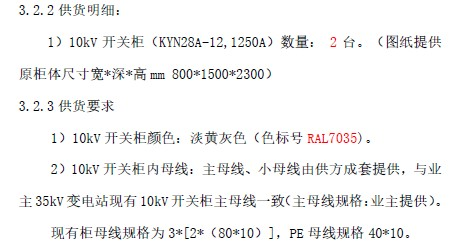 3.2.2 供货明细：
1）10kV 开关柜（KYN28A-12,1250A）数量： 2 台。（图纸提供
原柜体尺寸宽*深*高 mm 800*1500*2300）
3.2.3 供货要求
1）10kV 开关柜颜色：淡黄灰色（色标号 RAL7035)。
2）10kV 开关柜内母线：主母线、小母线由供方成套提供，与业
主 35kV 变电站现有 10kV 开关柜主母线一致（主母线规格：业主提供）。
现有柜母线规格为 3*[2*（80*10）]，PE 母线规格 40*10。